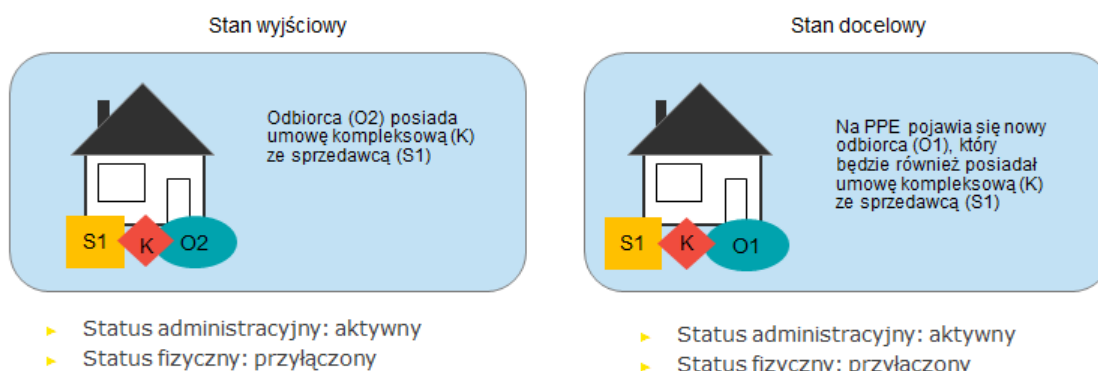 Stan wyjściowy
Odbiorca (O2) posiada
umowę kompleksową (K)
ze sprzedawcą (S1)
S1
K
O2
► Status administracyjny: aktywny
► Status fizyczny: przyłączony
Stan docelowy
Na PPE pojawia się nowy
odbiorca (O1), który
będzie również posiadał
umowę kompleksową (K)
ze sprzedawcą (S1)
S1
K
O1
► Status administracyjny: aktywny
► Status fizyczny: przyłączony